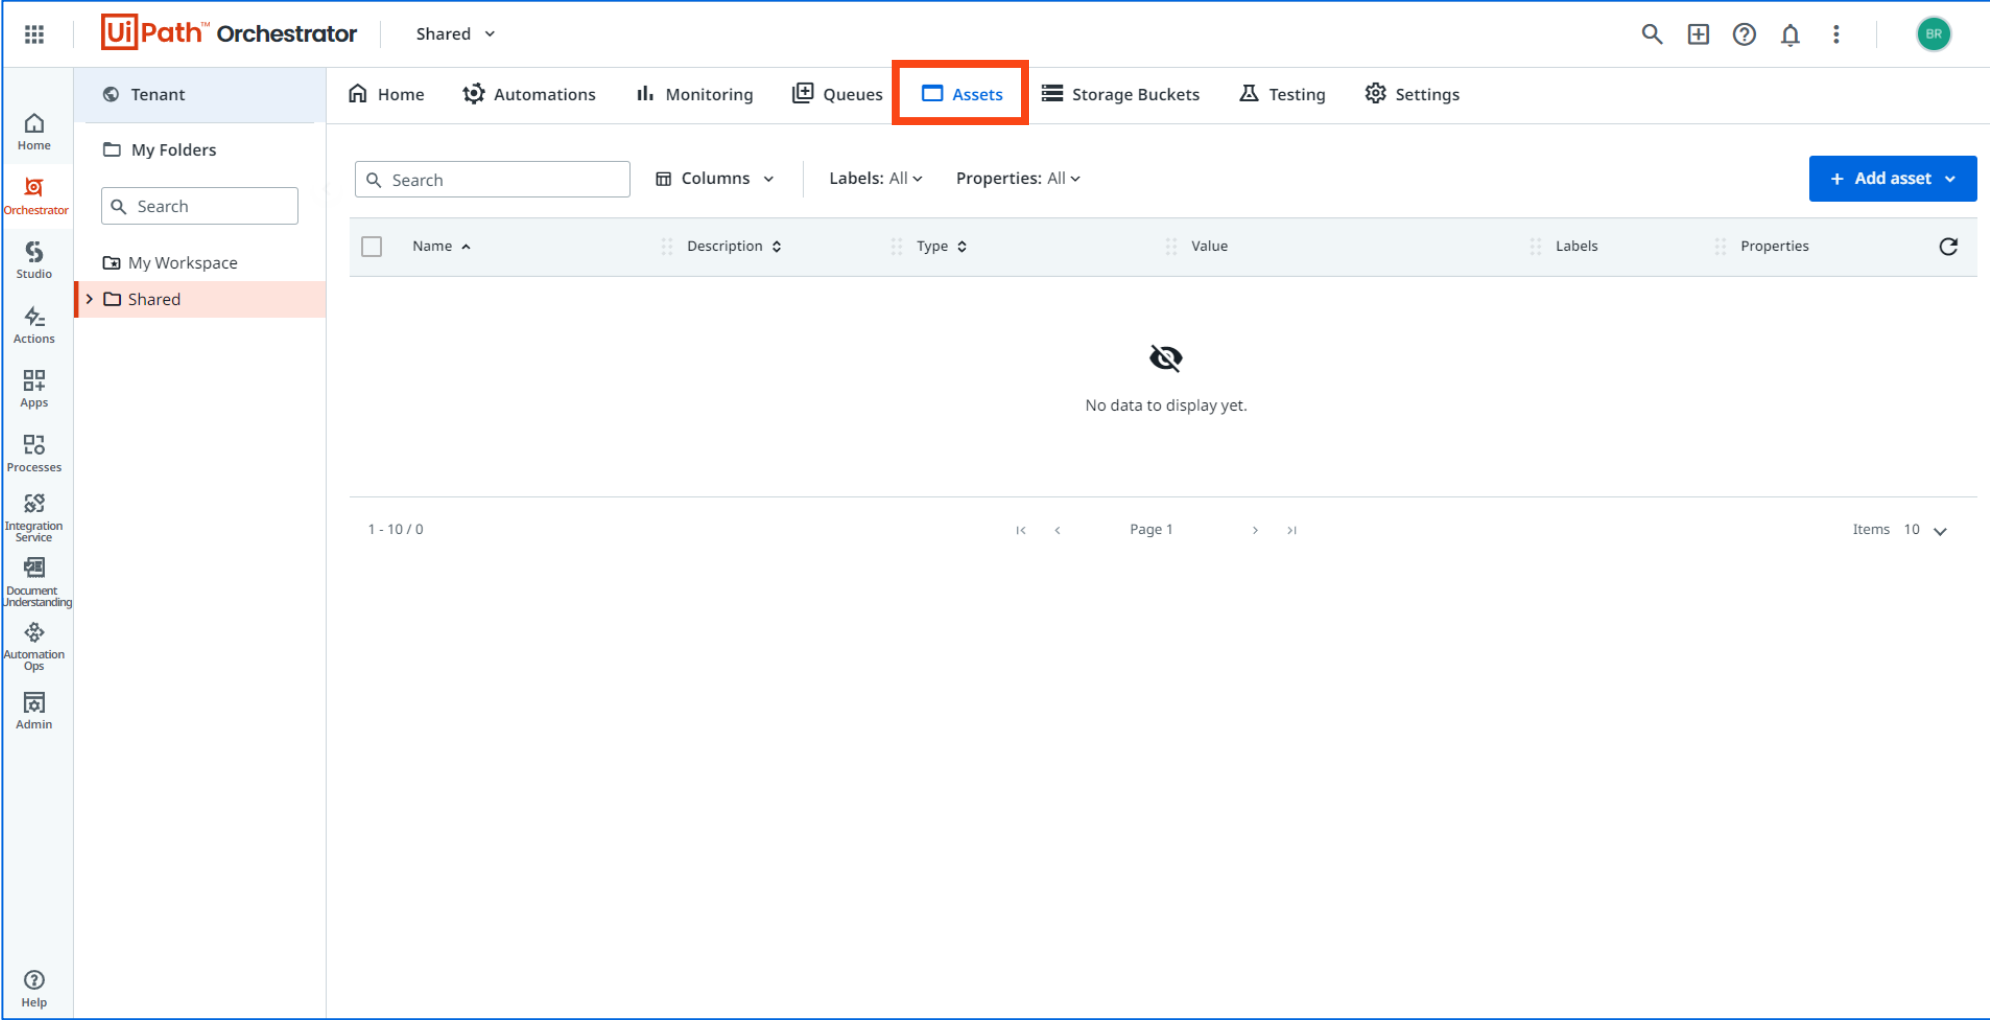 UiPath™ Orchestrator
Shared
BR
Home
Orchestrator
Studio
Actions
Apps
Processes
Integration
Service
Document
Understanding
Automation
Ops
Admin
Help
Tenant
My Folders
Search
My Workspace
Shared
Home
Automations
Monitoring
Queues
Assets
Storage Buckets
Testing
Settings
Search
Columns
Labels: All
Properties: All
+ Add asset
Name
Description
Type
Value
Labels
Properties
No data to display yet.
1 - 10 / 0
Page 1
Items 10